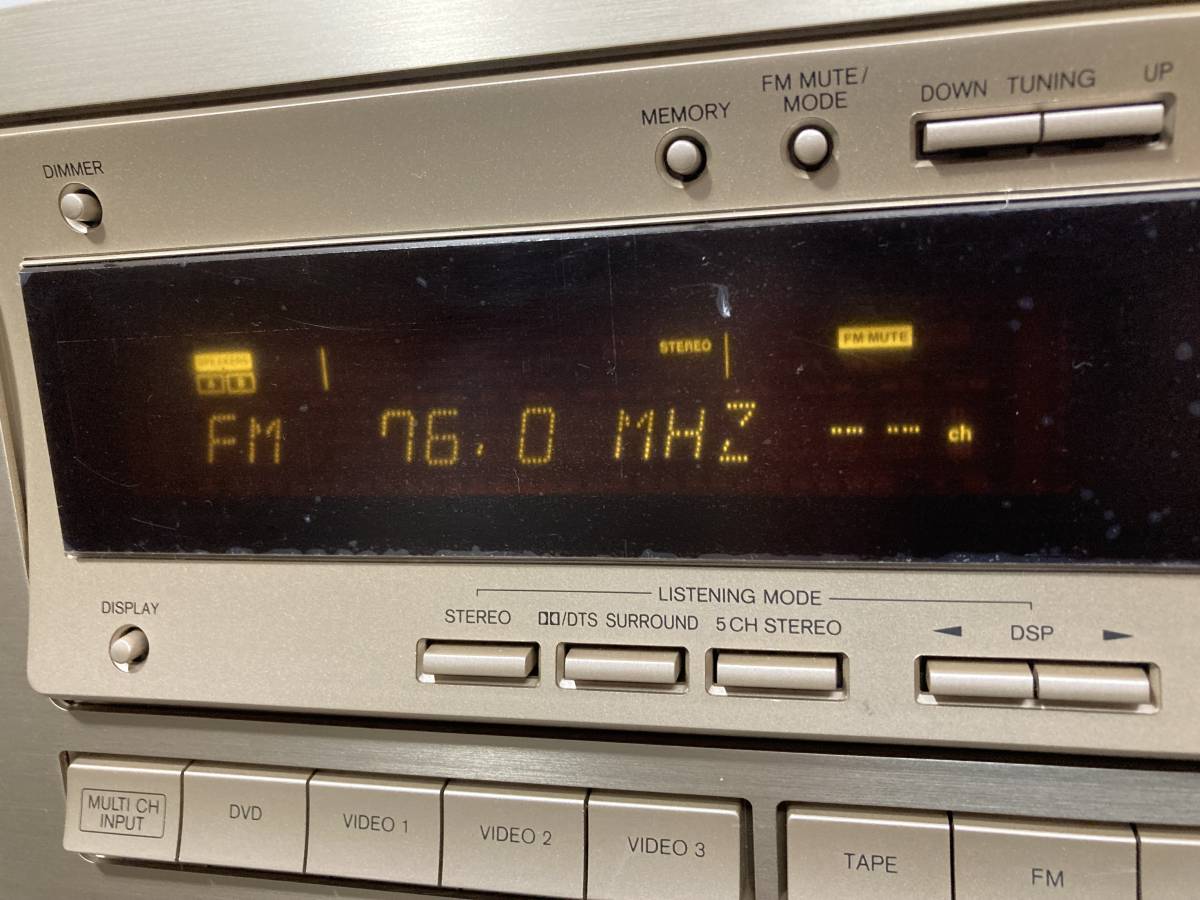 DIMMER
MEMORY
FM MUTE/
MODE
DOWN TUNING UP
SPEAKERS
A B
STEREO
FM MUTE
FM 76.0 MHZ -- -- ch
DISPLAY
LISTENING MODE
STEREO
DD/DTS SURROUND
5 CH STEREO
◄ DSP ►
MULTI CH
INPUT
DVD
VIDEO 1
VIDEO 2
VIDEO 3
TAPE
FM